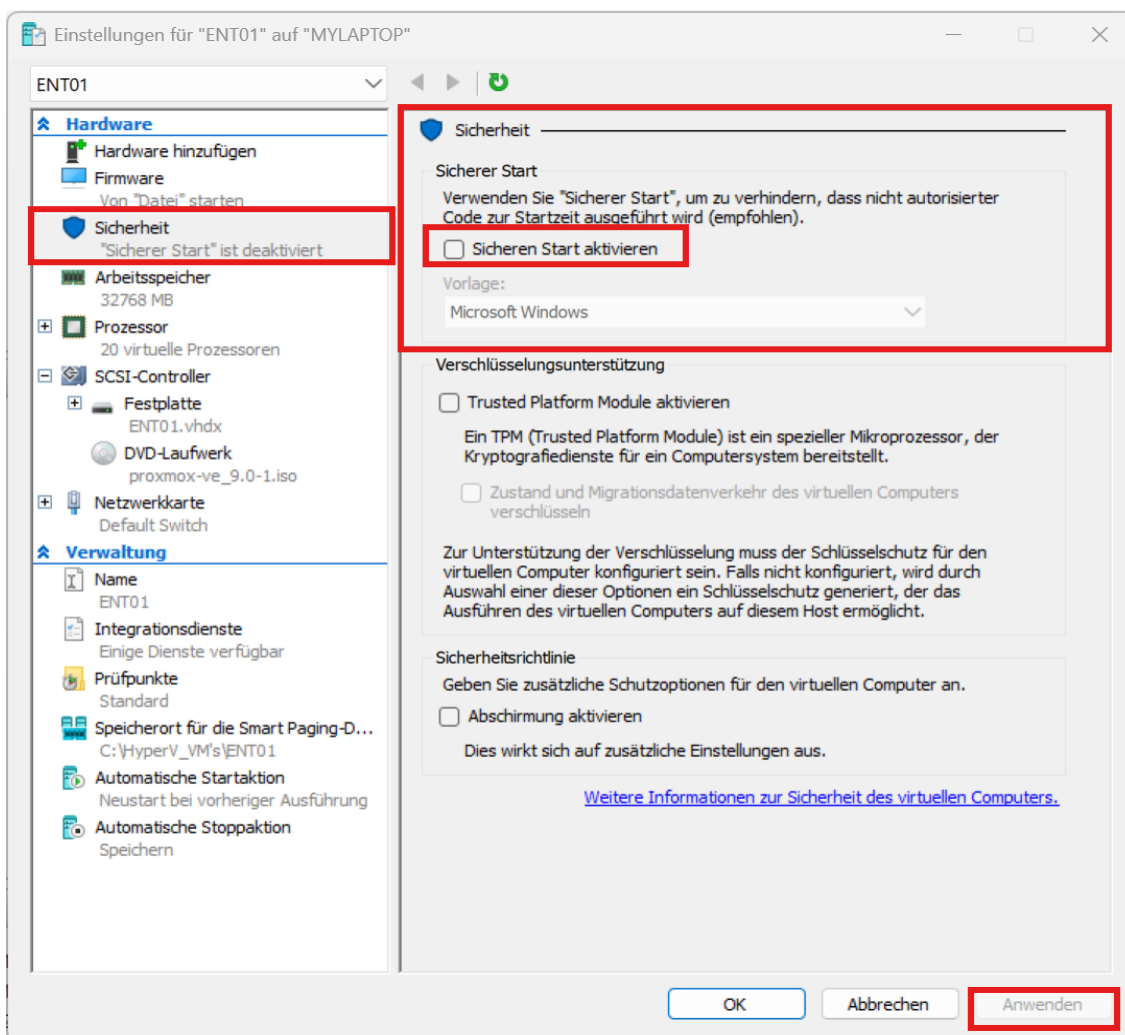 Einstellungen für "ENT01" auf "MYLAPTOP"
ENT01
Hardware
Hardware hinzufügen
Firmware
Von "Datei" starten
Sicherheit
"Sicherer Start" ist deaktiviert
Arbeitsspeicher
32768 MB
Prozessor
20 virtuelle Prozessoren
SCSI-Controller
Festplatte
ENT01.vhdx
DVD-Laufwerk
proxmox-ve_9.0-1.iso
Netzwerkkarte
Default Switch
Verwaltung
Name
ENT01
Integrationsdienste
Einige Dienste verfügbar
Prüfpunkte
Standard
Speicherort für die Smart Paging-D...
C:\HyperV_VM's\ENT01
Automatische Startaktion
Neustart bei vorheriger Ausführung
Automatische Stoppaktion
Speichern
Sicherheit
Sicherer Start
Verwenden Sie "Sicherer Start", um zu verhindern, dass nicht autorisierter
Code zur Startzeit ausgeführt wird (empfohlen).
Sicheren Start aktivieren
Vorlage:
Microsoft Windows
Verschlüsselungsunterstützung
Trusted Platform Module aktivieren
Ein TPM (Trusted Platform Module) ist ein spezieller Mikroprozessor, der
Kryptografiedienste für ein Computersystem bereitstellt.
Zustand und Migrationsdatenverkehr des virtuellen Computers
verschlüsseln
Zur Unterstützung der Verschlüsselung muss der Schlüsselschutz für den
virtuellen Computer konfiguriert sein. Falls nicht konfiguriert, wird durch
Auswahl einer dieser Optionen ein Schlüsselschutz generiert, der das
Ausführen des virtuellen Computers auf diesem Host ermöglicht.
Sicherheitsrichtlinie
Geben Sie zusätzliche Schutzoptionen für den virtuellen Computer an.
Abschirmung aktivieren
Dies wirkt sich auf zusätzliche Einstellungen aus.
Weitere Informationen zur Sicherheit des virtuellen Computers.
OK
Abbrechen
Anwenden